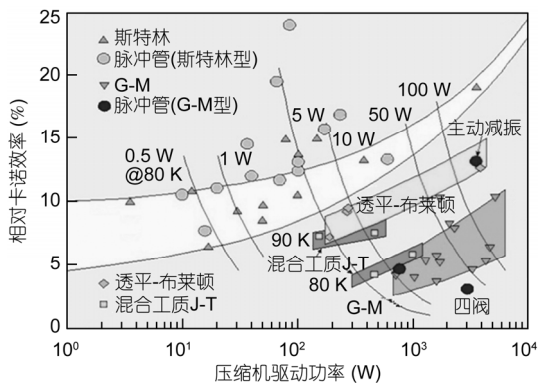 25
20
15
10
5
0
相对卡诺效率 (%)
斯特林
脉冲管(斯特林型)
G-M
脉冲管(G-M型)
0.5 W
@80 K
1 W
5 W
10 W
50 W
100 W
主动减振
透平-布莱顿
90 K
混合工质J-T
80 K
G-M
四阀
透平-布莱顿
混合工质J-T
10⁰ 10¹ 10² 10³ 10⁴
压缩机驱动功率 (W)